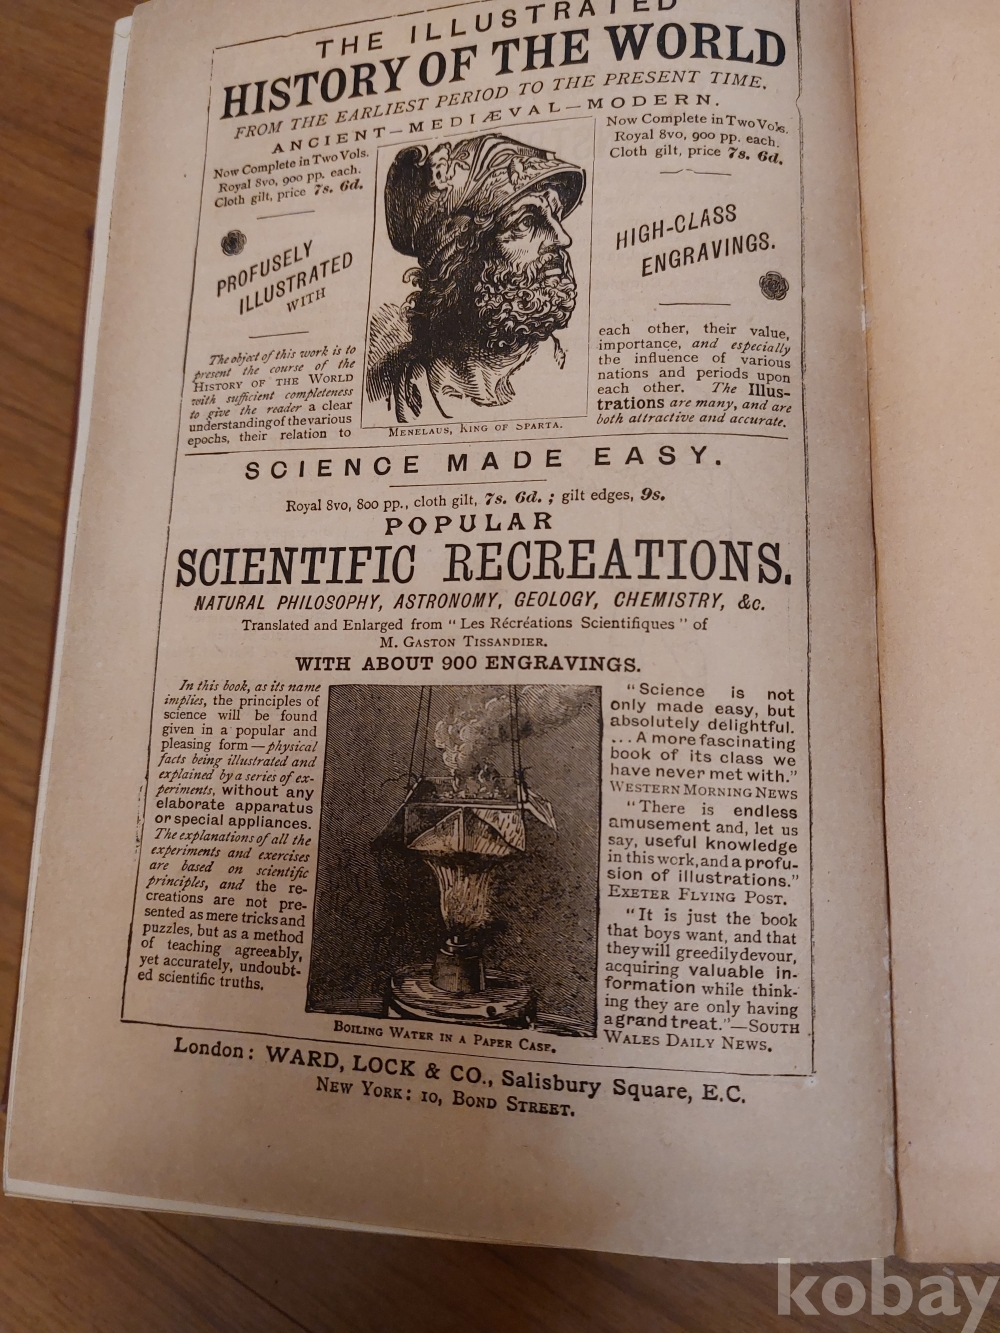 THE ILLUSTRATED
HISTORY OF THE WORLD
FROM THE EARLIEST PERIOD TO THE PRESENT TIME.
ANCIENT—MEDIÆVAL—MODERN.
Now Complete in Two Vols.
Royal 8vo, 900 pp. each.
Cloth gilt, price 7s. 6d.
PROFUSELY
ILLUSTRATED
WITH
The object of this work is to
present the course of the
HISTORY OF THE WORLD
with sufficient completeness
to give the reader a clear
understanding of the various
epochs, their relation to
MENELAUS, KING OF SPARTA.
Now Complete in Two Vols.
Royal 8vo, 900 pp. each.
Cloth gilt, price 7s. 6d.
HIGH-CLASS
ENGRAVINGS.
each other, their value,
importance, and especially
the influence of various
nations and periods upon
each other. The Illus-
trations are many, and are
both attractive and accurate.
SCIENCE MADE EASY.
Royal 8vo, 800 pp., cloth gilt, 7s. 6d. ; gilt edges, 9s.
POPULAR
SCIENTIFIC RECREATIONS.
NATURAL PHILOSOPHY, ASTRONOMY, GEOLOGY, CHEMISTRY, &c.
Translated and Enlarged from "Les Récréations Scientifiques" of
M. GASTON TISSANDIER.
WITH ABOUT 900 ENGRAVINGS.
In this book, as its name
implies, the principles of
science will be found
given in a popular and
pleasing form—physical
facts being illustrated and
explained by a series of ex-
periments, without any
elaborate apparatus
or special appliances.
The explanations of all the
experiments and exercises
are based on scientific
principles, and the re-
creations are not pre-
sented as mere tricks and
puzzles, but as a method
of teaching agreeably,
yet accurately, undoubt-
ed scientific truths.
BOILING WATER IN A PAPER CASE.
"Science is not
only made easy, but
absolutely delightful.
... A more fascinating
book of its class we
have never met with."
WESTERN MORNING NEWS
"There is endless
amusement and, let us
say, useful knowledge
in this work, and a profu-
sion of illustrations."
EXETER FLYING POST.
"It is just the book
that boys want, and that
they will greedily devour,
acquiring valuable in-
formation while think-
ing they are only having
a grand treat."—SOUTH
WALES DAILY NEWS.
London: WARD, LOCK & CO., Salisbury Square, E.C.
NEW YORK: 10, BOND STREET.
kobay